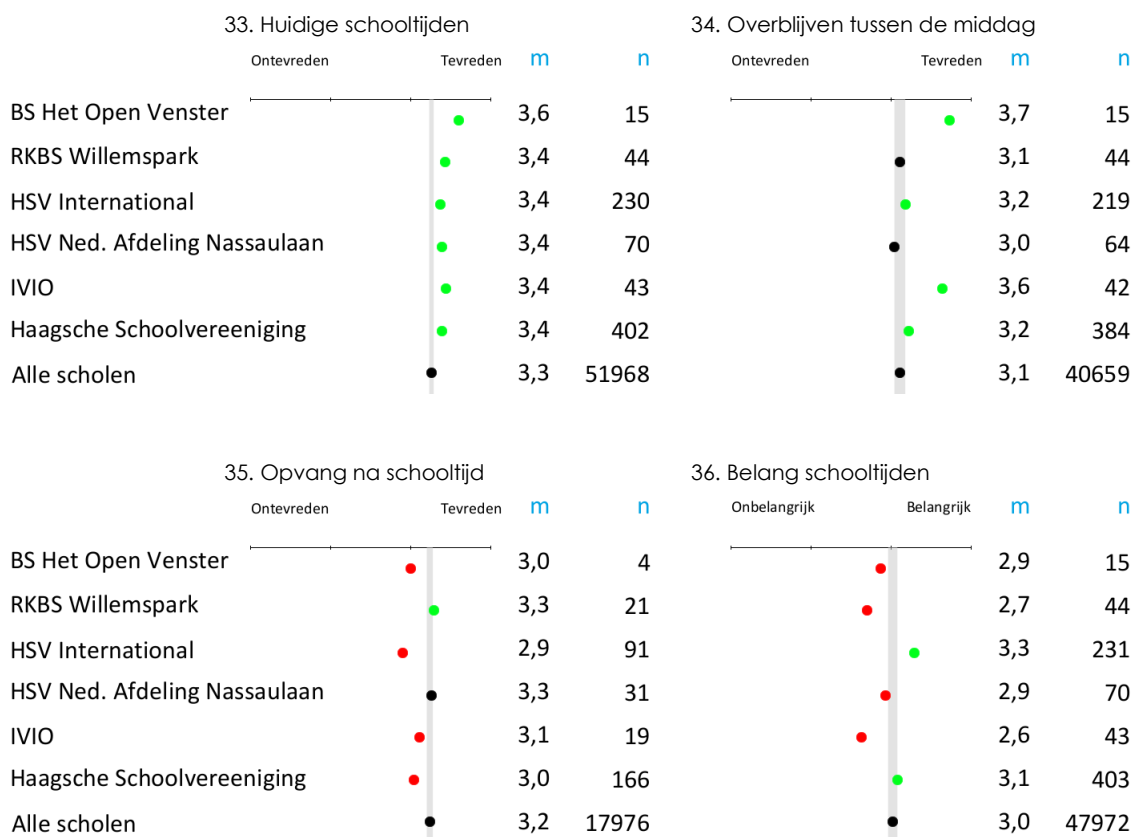 33. Huidige schooltijden
Ontevreden Tevreden m n
BS Het Open Venster 3,6 15
RKBS Willemspark 3,4 44
HSV International 3,4 230
HSV Ned. Afdeling Nassaulaan 3,4 70
IVIO 3,4 43
Haagsche Schoolvereeniging 3,4 402
Alle scholen 3,3 51968
34. Overblijven tussen de middag
Ontevreden Tevreden m n
3,7 15
3,1 44
3,2 219
3,0 64
3,6 42
3,2 384
3,1 40659
35. Opvang na schooltijd
Ontevreden Tevreden m n
BS Het Open Venster 3,0 4
RKBS Willemspark 3,3 21
HSV International 2,9 91
HSV Ned. Afdeling Nassaulaan 3,3 31
IVIO 3,1 19
Haagsche Schoolvereeniging 3,0 166
Alle scholen 3,2 17976
36. Belang schooltijden
Onbelangrijk Belangrijk m n
2,9 15
2,7 44
3,3 231
2,9 70
2,6 43
3,1 403
3,0 47972